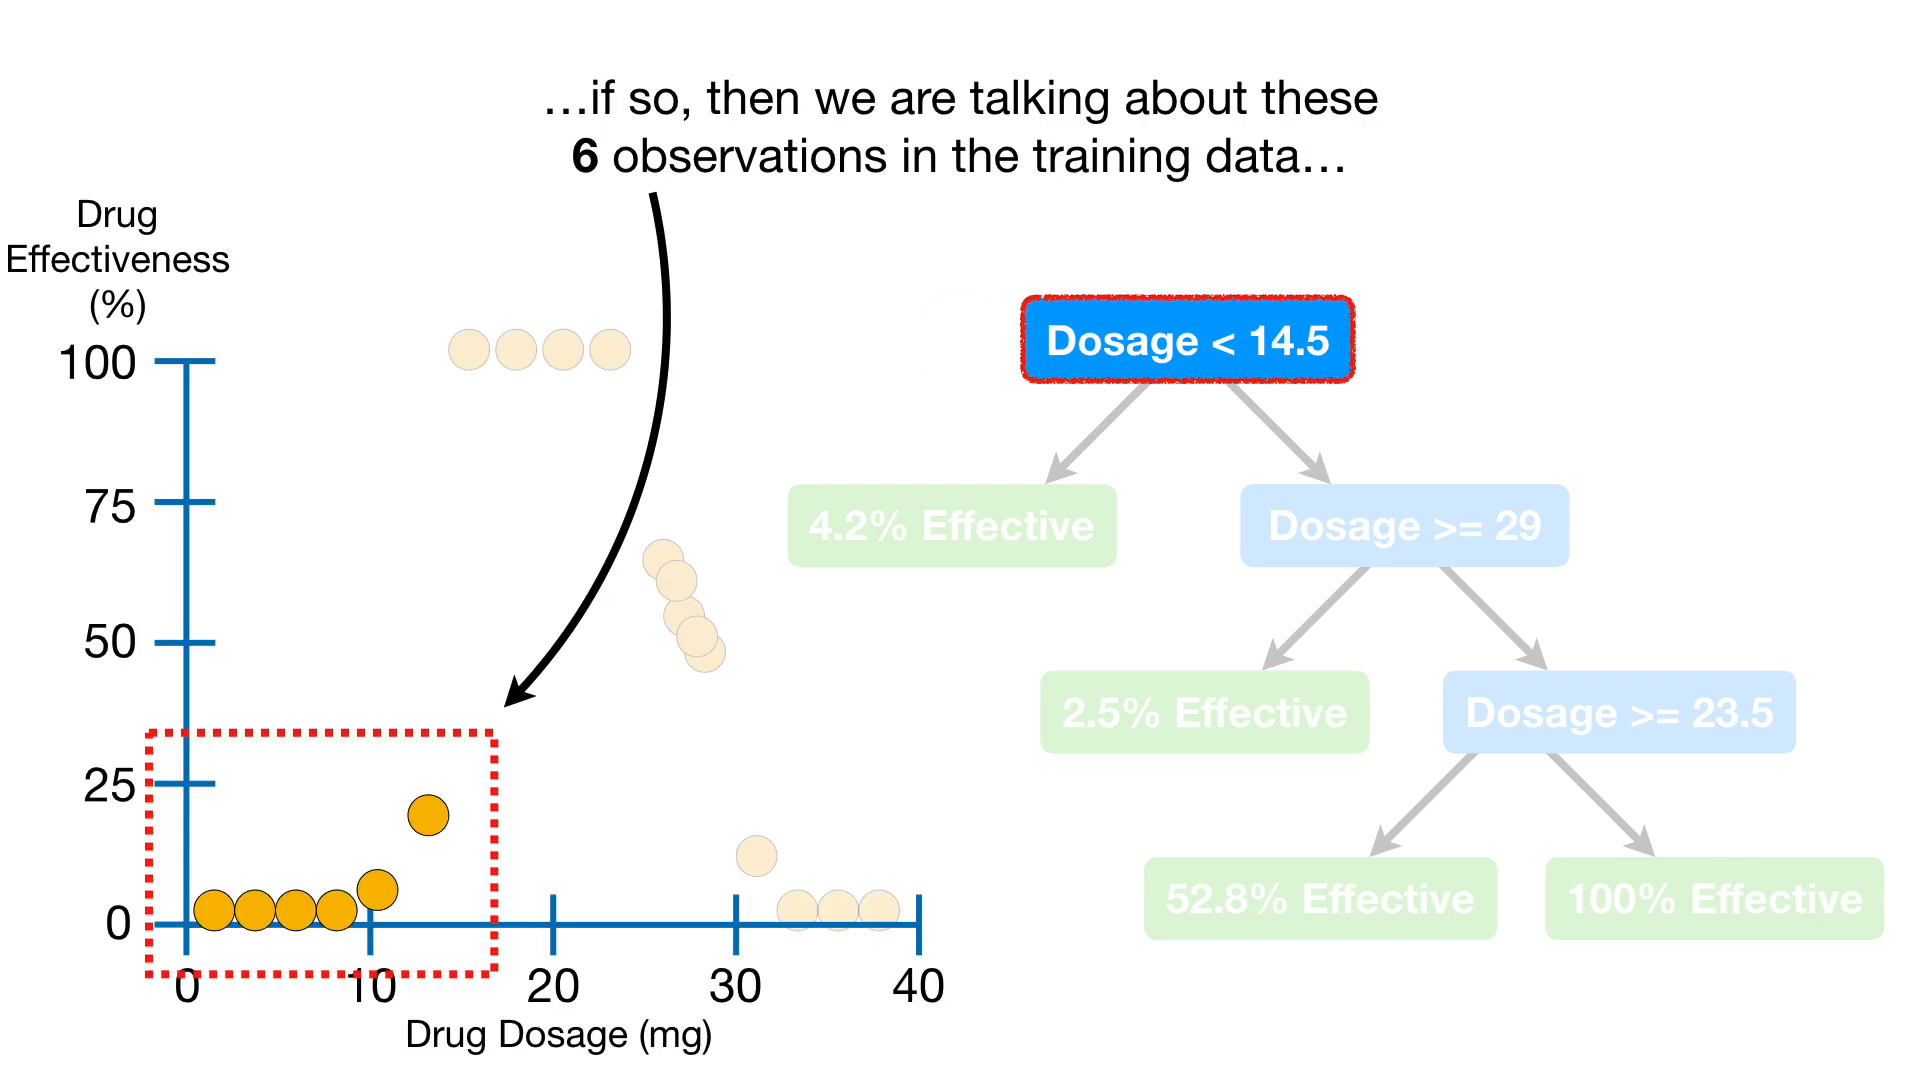 …if so, then we are talking about these
6 observations in the training data…
Drug
Effectiveness
(%)
100
75
50
25
0
0
10
20
30
40
Drug Dosage (mg)
Dosage < 14.5
4.2% Effective
Dosage >= 29
2.5% Effective
Dosage >= 23.5
52.8% Effective
100% Effective